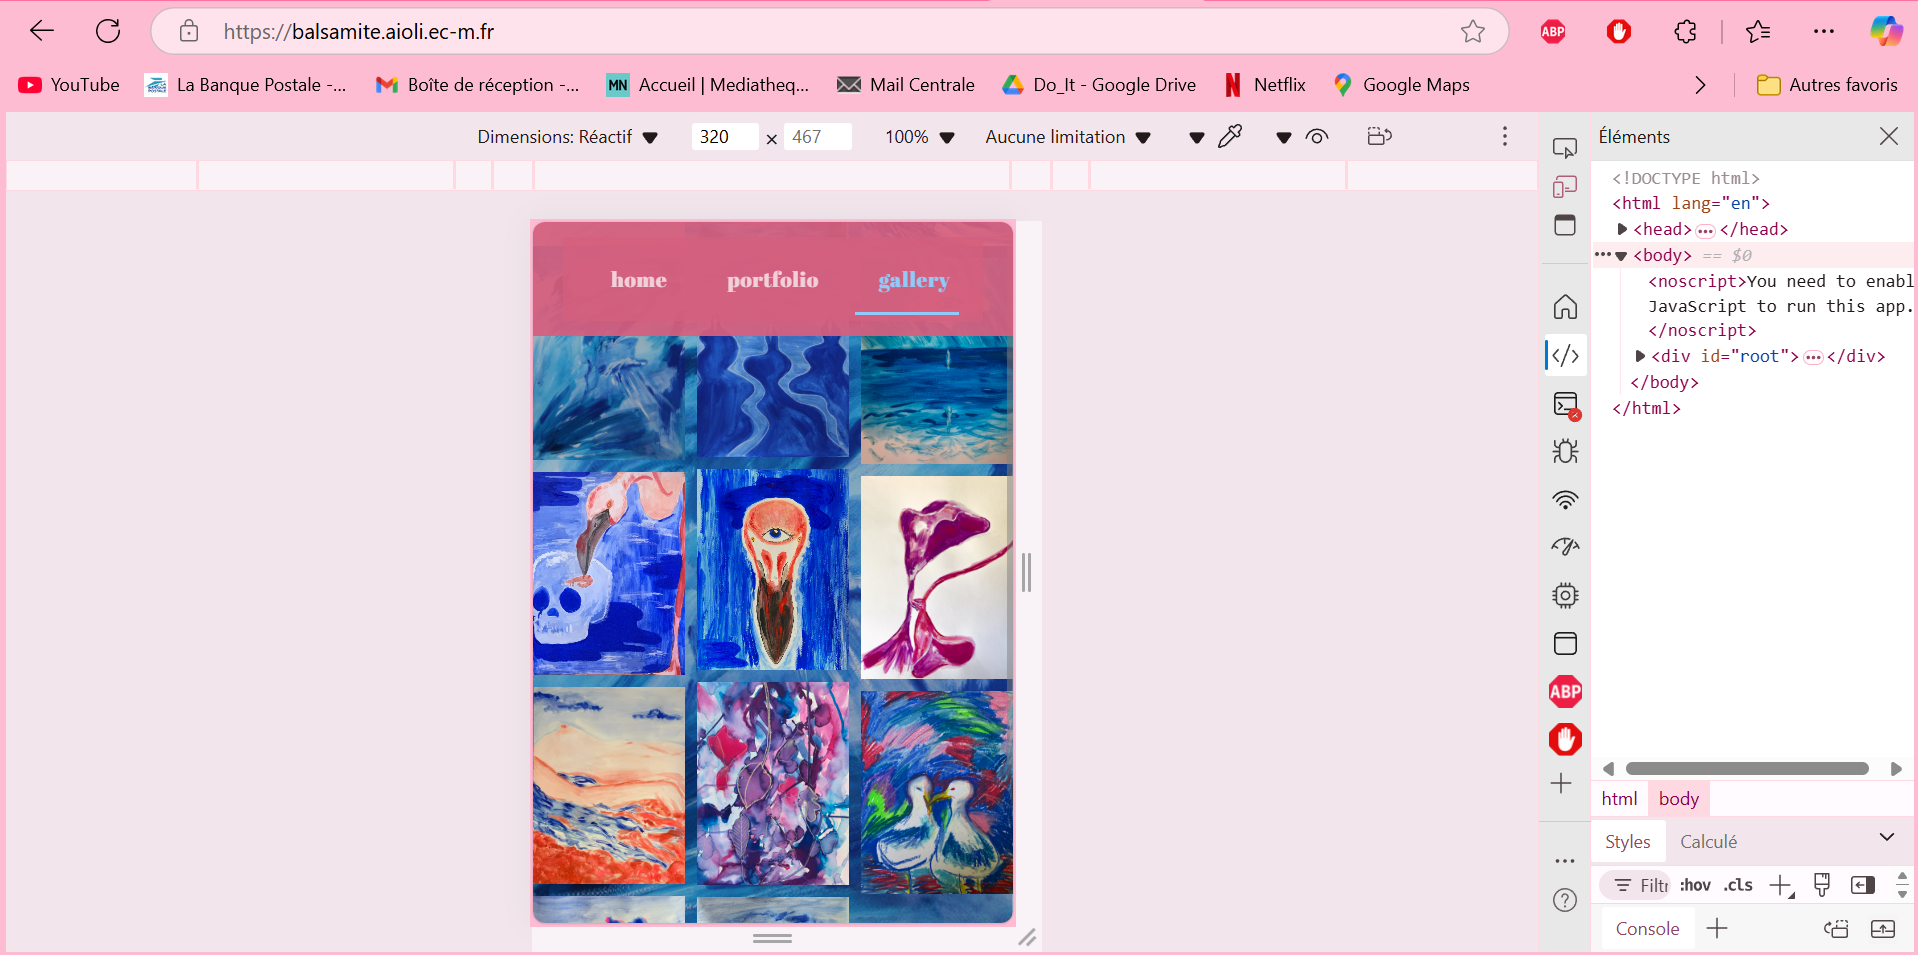 https://balsamite.aioli.ec-m.fr
ABP
YouTube
La Banque Postale -...
Boîte de réception -...
MN Accueil | Mediatheq...
Mail Centrale
Do_It - Google Drive
Netflix
Google Maps
Autres favoris
Dimensions: Réactif
320 × 467
100%
Aucune limitation
Éléments
<!DOCTYPE html>
<html lang="en">
<head> ••• </head>
••• <body> == $0
<noscript>You need to enabl
JavaScript to run this app.
</noscript>
<div id="root"> ••• </div>
</body>
</html>
home
portfolio
gallery
ABP
html
body
Styles
Calculé
Filtr
:hov
.cls
Console